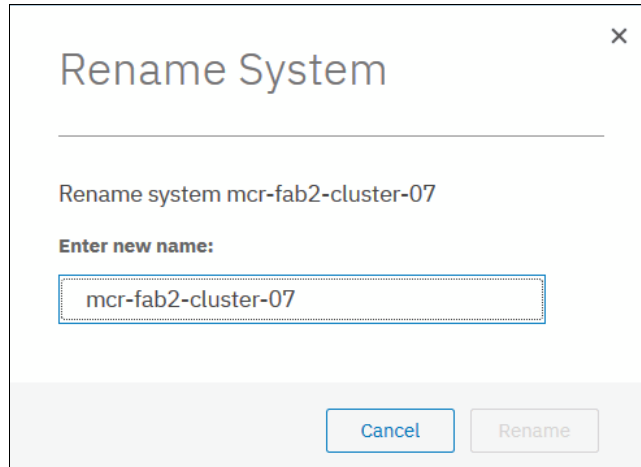 Rename System
Rename system mcr-fab2-cluster-07
Enter new name:
mcr-fab2-cluster-07
Cancel
Rename